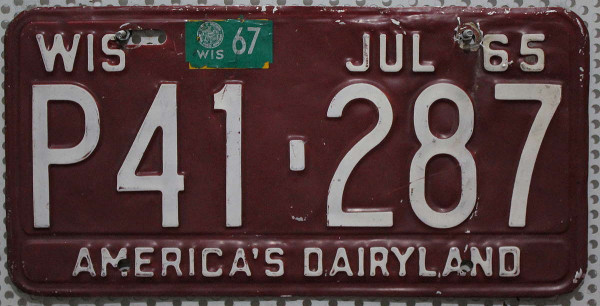 WIS WIS 67 JUL 65
P41-287
AMERICA'S DAIRYLAND